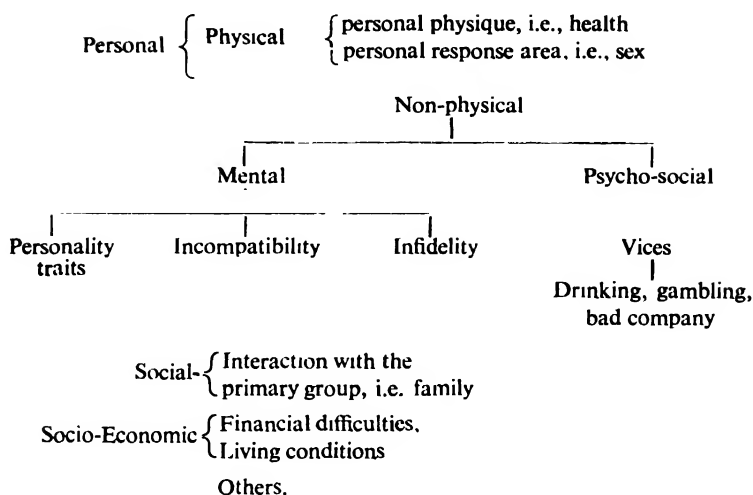 personal physique, i.e., health
Personal Physical
personal response area, i.e., sex
Non-physical
Mental Psycho-social
Personality traits Incompatibility Infidelity Vices
Drinking, gambling,
bad company
Social- Interaction with the
primary group, i.e. family
Socio-Economic Financial difficulties,
Living conditions
Others.